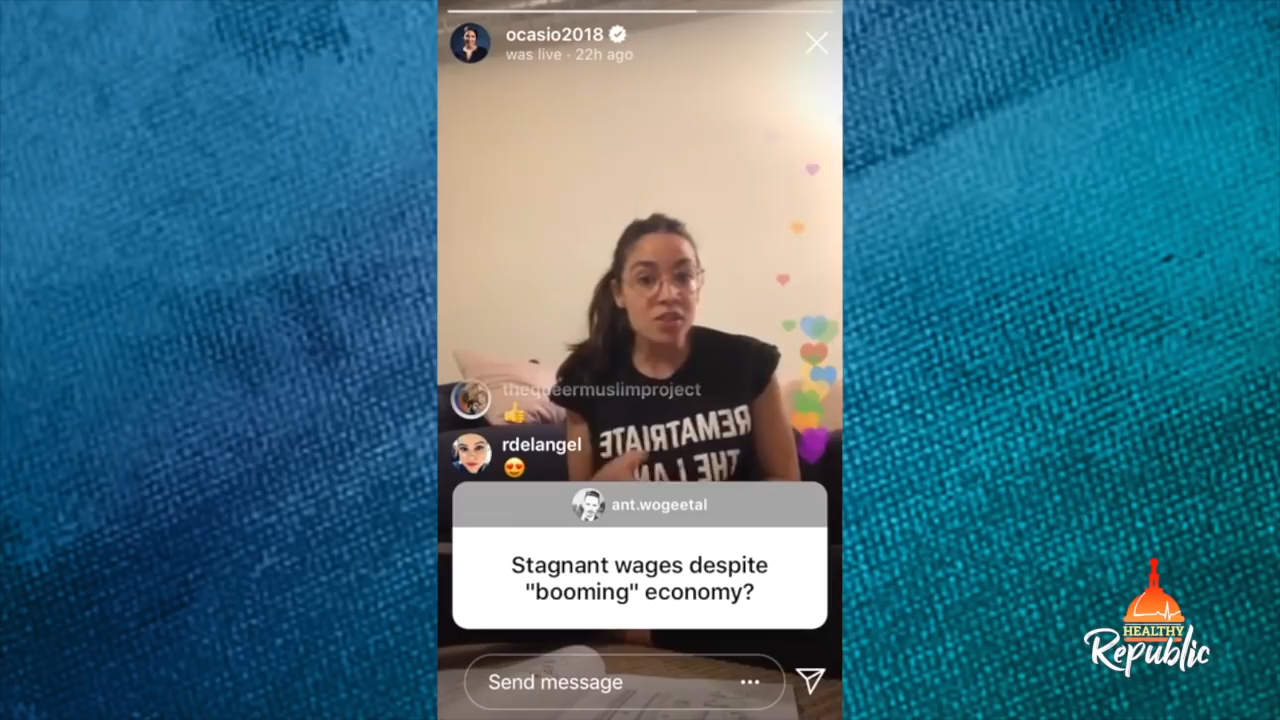 ocasio2018
was live · 22h ago
thequeermuslimproject
👍
rdelangel
😍
REMATRIATE
THE
ant.wogeetal
Stagnant wages despite
"booming" economy?
Send message
HEALTHY
Republic